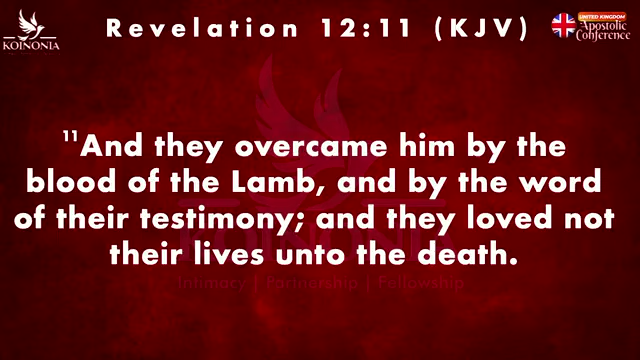 KOINONIA
Revelation 12:11 (KJV)
UNITED KINGDOM
Apostolic
Conference
11And they overcame him by the
blood of the Lamb, and by the word
of their testimony; and they loved not
their lives unto the death.
KOINONIA
Intimacy | Partnership | Fellowship